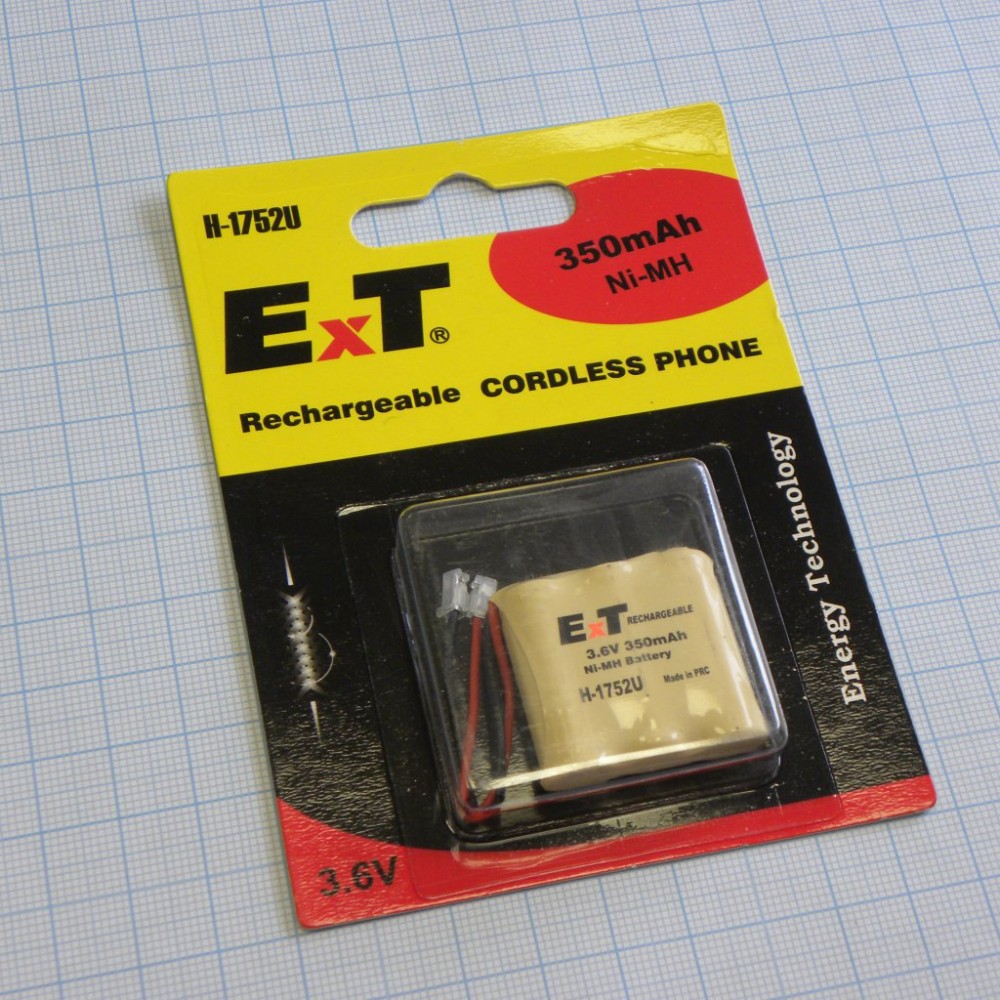 H-1752U
350mAh
Ni-MH
ExT®
Rechargeable CORDLESS PHONE
Energy Technology
ExT RECHARGEABLE
3.6V 350mAh
Ni-MH Battery
H-1752U Made in PRC
3.6V